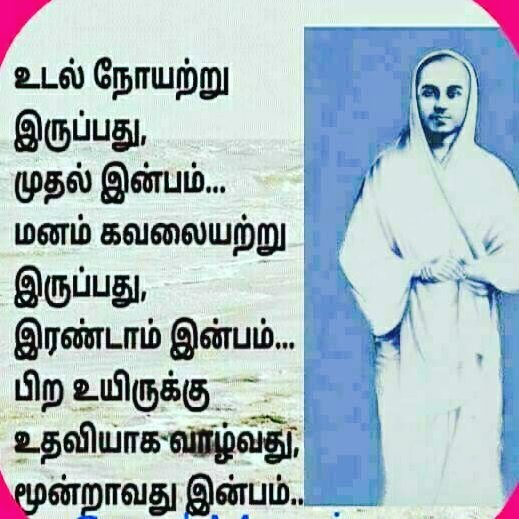 உடல் நோயற்று
இருப்பது,
முதல் இன்பம்...
மனம் கவலையற்று
இருப்பது,
இரண்டாம் இன்பம்...
பிற உயிருக்கு
உதவியாக வாழ்வது,
மூன்றாவது இன்பம்..